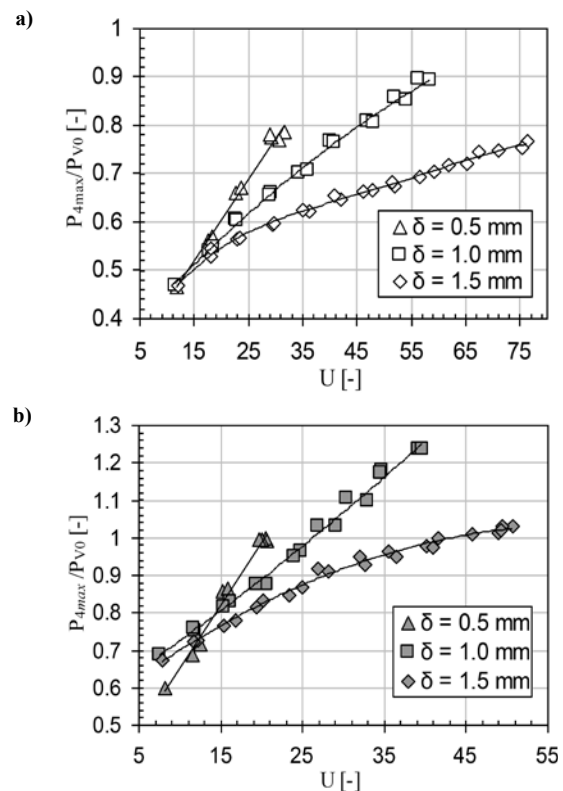 a)
P4max/PV0 [-]
1
0.9
0.8
0.7
0.6
0.5
0.4
δ = 0.5 mm
δ = 1.0 mm
δ = 1.5 mm
5 15 25 35 45 55 65 75
U [-]
b)
P4max/PV0 [-]
1.3
1.2
1.1
1
0.9
0.8
0.7
0.6
0.5
δ = 0.5 mm
δ = 1.0 mm
δ = 1.5 mm
5 15 25 35 45 55
U [-]